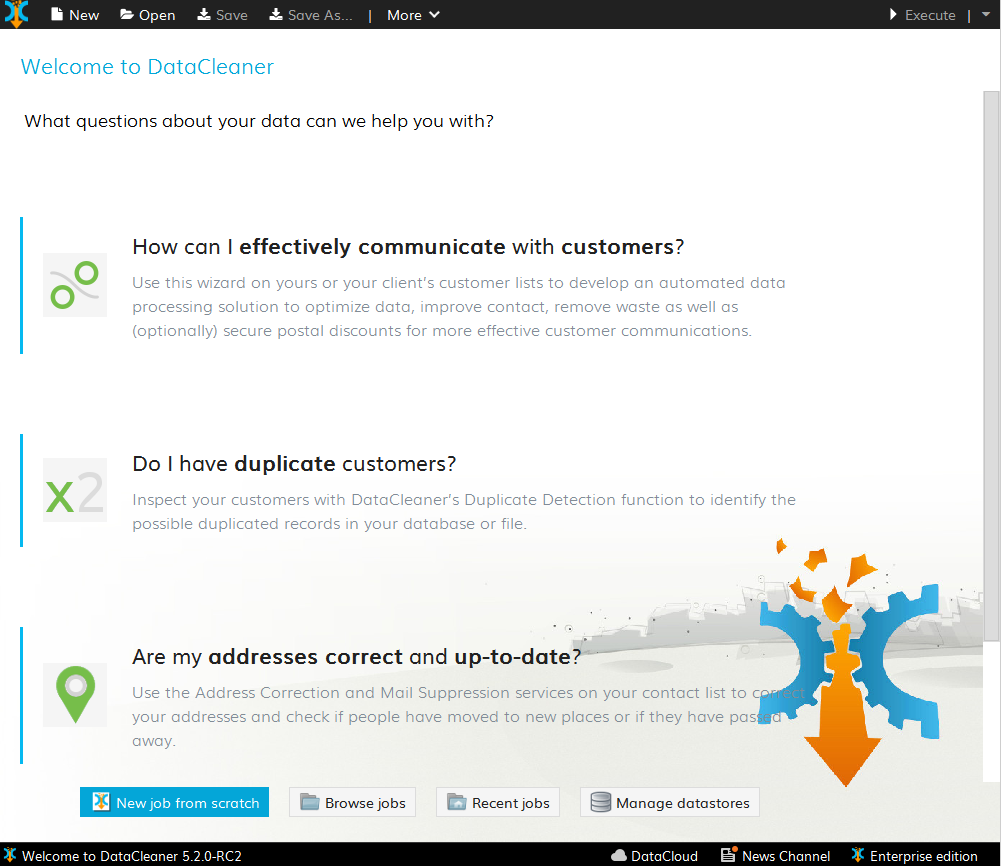 New Open Save Save As... | More Execute |
Welcome to DataCleaner
What questions about your data can we help you with?
How can I effectively communicate with customers?
Use this wizard on yours or your client's customer lists to develop an automated data
processing solution to optimize data, improve contact, remove waste as well as
(optionally) secure postal discounts for more effective customer communications.
x2
Do I have duplicate customers?
Inspect your customers with DataCleaner's Duplicate Detection function to identify the
possible duplicated records in your database or file.
Are my addresses correct and up-to-date?
Use the Address Correction and Mail Suppression services on your contact list to correct
your addresses and check if people have moved to new places or if they have passed
away.
New job from scratch Browse jobs Recent jobs Manage datastores
Welcome to DataCleaner 5.2.0-RC2 DataCloud News Channel Enterprise edition